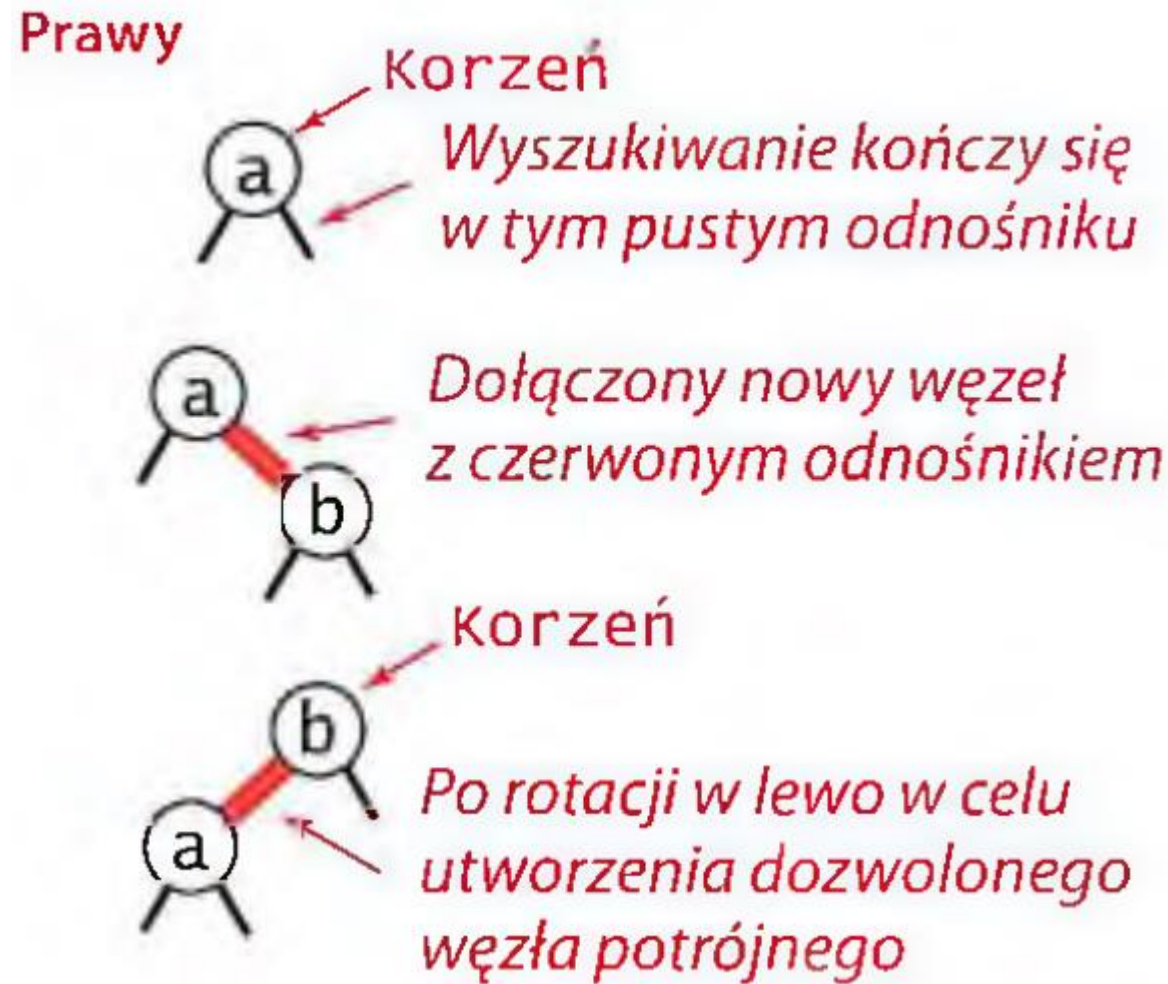 Prawy
Korzeń
a
Wyszukiwanie kończy się
w tym pustym odnośniku
a
Dołączony nowy węzeł
z czerwonym odnośnikiem
b
Korzeń
b
Po rotacji w lewo w celu
utworzenia dozwolonego
węzła potrójnego
a